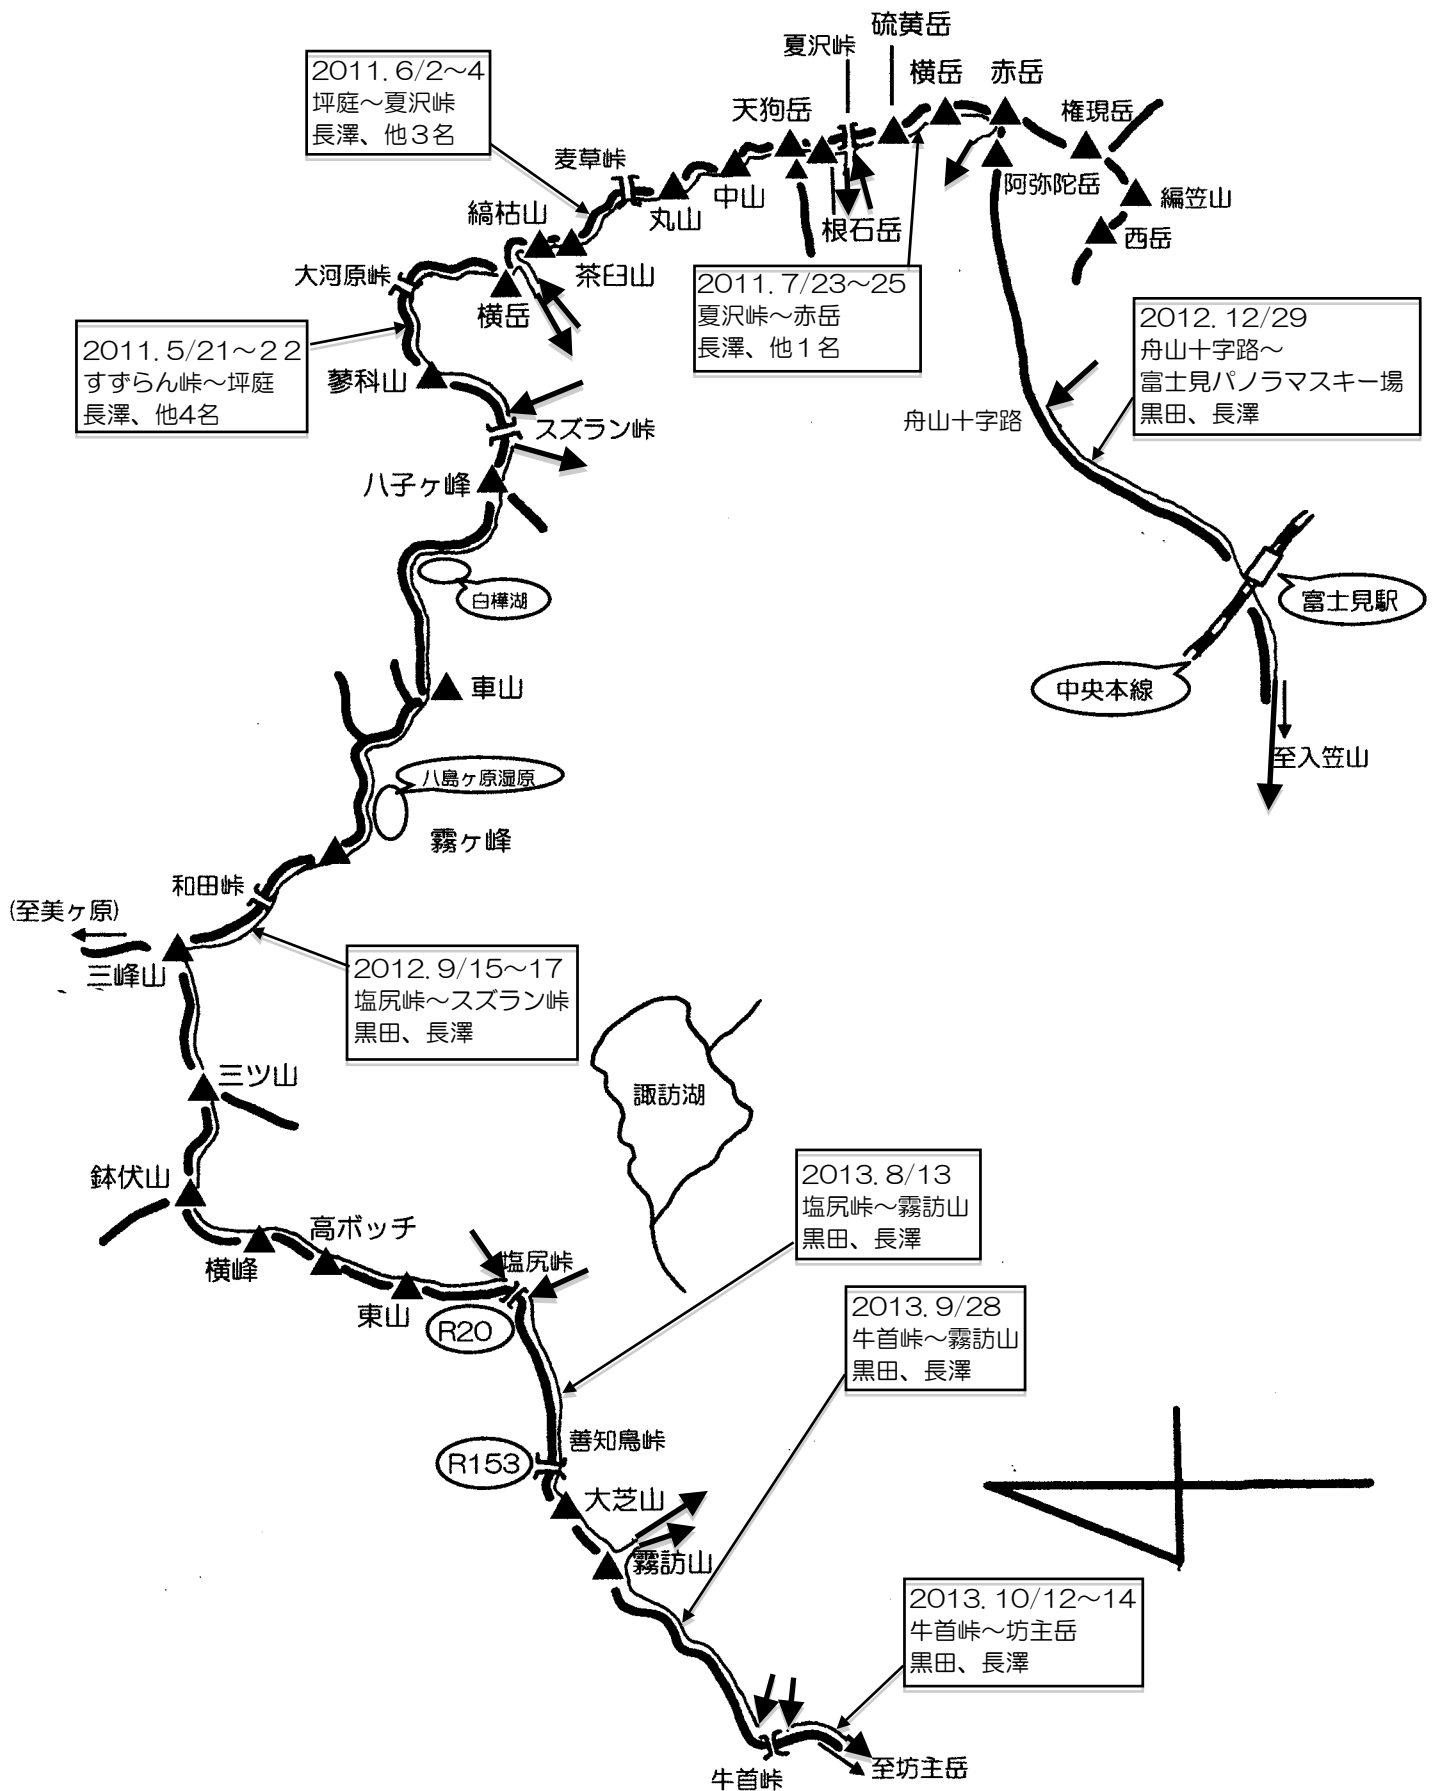 硫黄岳
夏沢峠
横岳
赤岳
2011.6/2～4
坪庭～夏沢峠
長澤、他３名
天狗岳
権現岳
麦草峠
中山
阿弥陀岳
編笠山
縞枯山
丸山
根石岳
西岳
大河原峠
茶臼山
横岳
2011.7/23～25
夏沢峠～赤岳
長澤、他１名
2012.12/29
舟山十字路～
富士見パノラマスキー場
黒田、長澤
2011.5/21～2２
すずらん峠～坪庭
長澤、他4名
蓼科山
スズラン峠
舟山十字路
八子ヶ峰
白樺湖
富士見駅
車山
中央本線
八島ヶ原湿原
至入笠山
霧ヶ峰
和田峠
(至美ヶ原)
三峰山
2012.9/15～17
塩尻峠～スズラン峠
黒田、長澤
三ツ山
諏訪湖
鉢伏山
2013.8/13
塩尻峠～霧訪山
黒田、長澤
高ボッチ
横峰
塩尻峠
東山
R20
2013.9/28
牛首峠～霧訪山
黒田、長澤
善知鳥峠
R153
大芝山
霧訪山
2013.10/12～14
牛首峠～坊主岳
黒田、長澤
至坊主岳
牛首峠